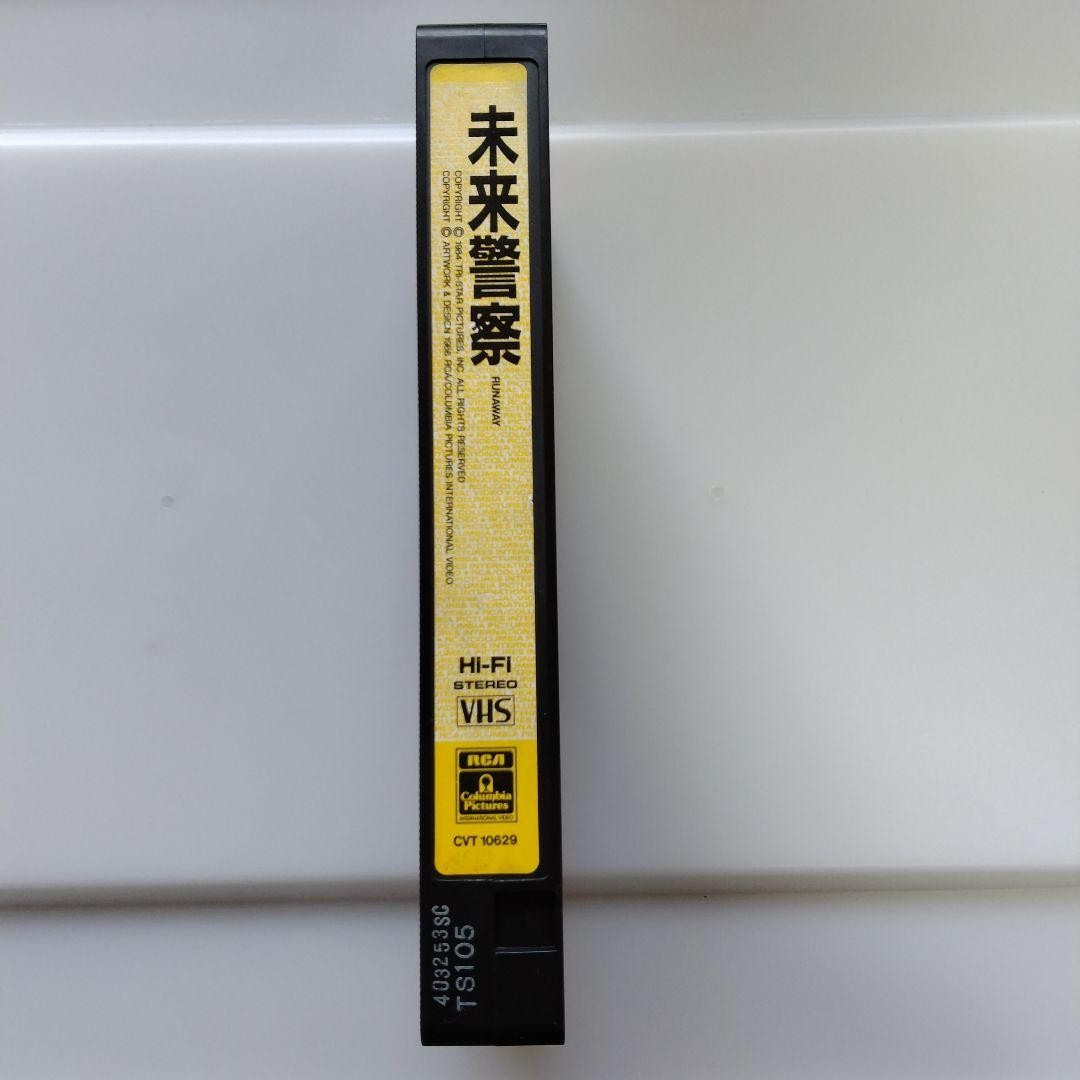 未来警察
RUNAWAY
COPYRIGHT © 1984 TRI-STAR PICTURES, INC. ALL RIGHTS RESERVED
COPYRIGHT © ARTWORK & DESIGN 1986 RCA/COLUMBIA PICTURES INTERNATIONAL VIDEO
Hi-Fi
STEREO
VHS
RCA
Columbia
Pictures
INTERNATIONAL VIDEO
CVT 10629
403253SC
TS105